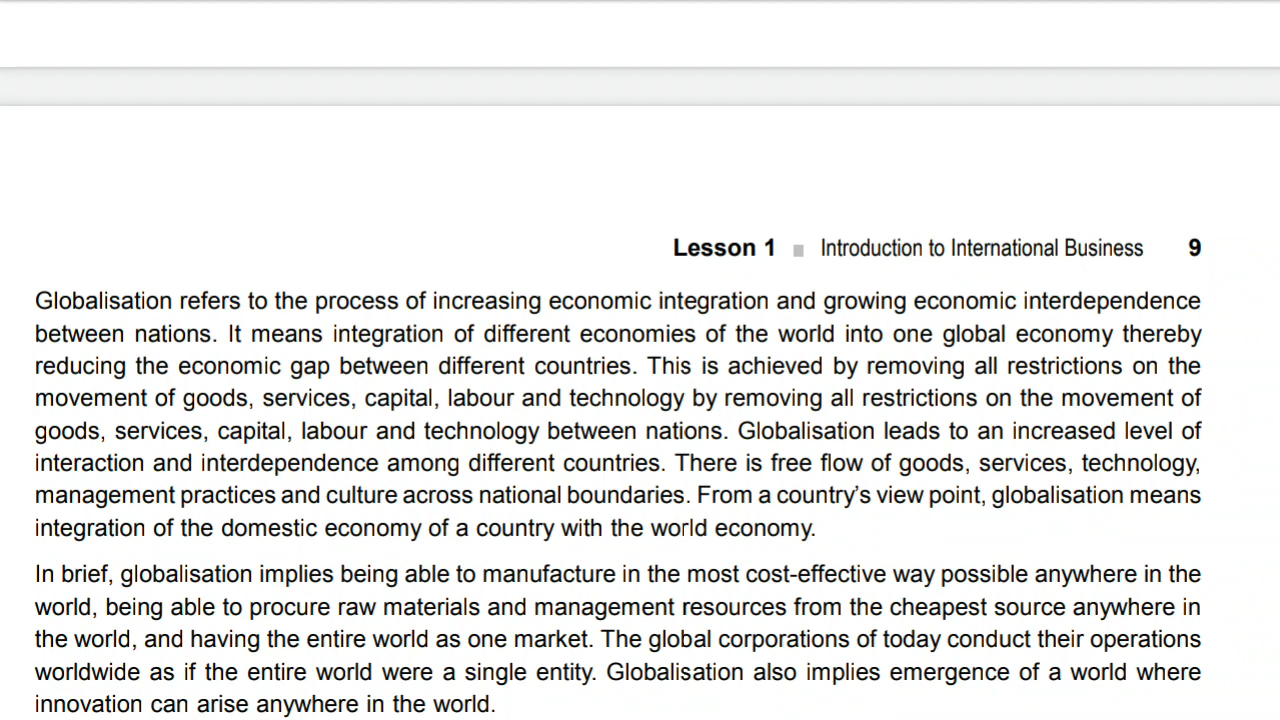 Lesson 1 ■ Introduction to International Business 9
Globalisation refers to the process of increasing economic integration and growing economic interdependence
between nations. It means integration of different economies of the world into one global economy thereby
reducing the economic gap between different countries. This is achieved by removing all restrictions on the
movement of goods, services, capital, labour and technology by removing all restrictions on the movement of
goods, services, capital, labour and technology between nations. Globalisation leads to an increased level of
interaction and interdependence among different countries. There is free flow of goods, services, technology,
management practices and culture across national boundaries. From a country’s view point, globalisation means
integration of the domestic economy of a country with the world economy.
In brief, globalisation implies being able to manufacture in the most cost-effective way possible anywhere in the
world, being able to procure raw materials and management resources from the cheapest source anywhere in
the world, and having the entire world as one market. The global corporations of today conduct their operations
worldwide as if the entire world were a single entity. Globalisation also implies emergence of a world where
innovation can arise anywhere in the world.